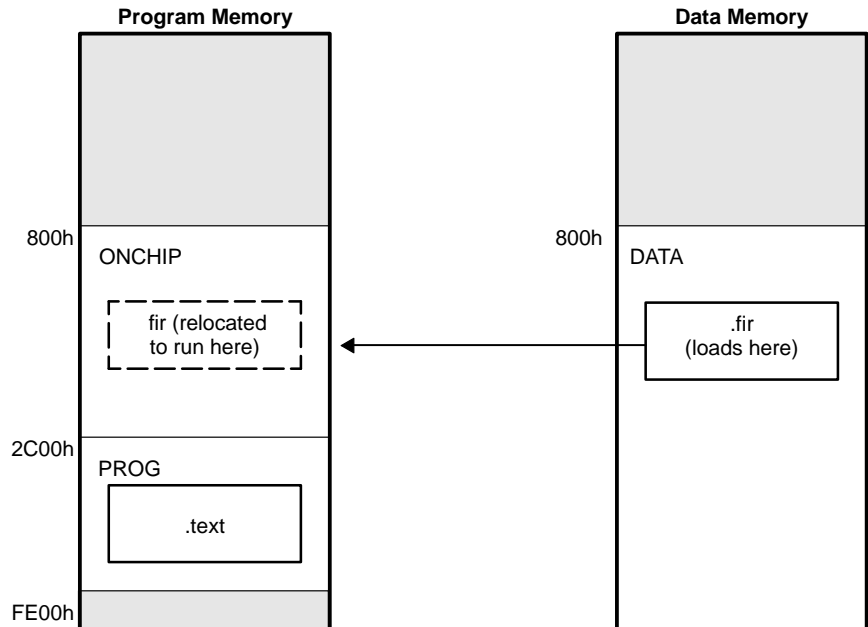 Program Memory
Data Memory
800h
ONCHIP
fir (relocated
to run here)
800h
DATA
.fir
(loads here)
2C00h
PROG
.text
FE00h